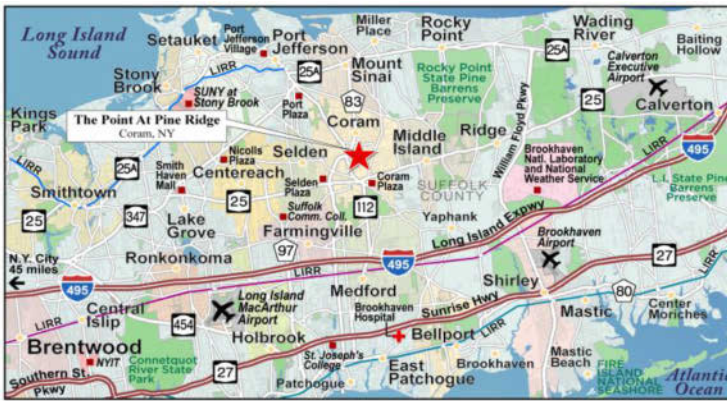 Long Island
Sound
Setauket
Port
Jefferson
Village
Port
Jefferson
Miller
Place
Rocky
Point
Wading
River
Baiting
Hollow
LIRR
25A
25A
Stony
Brook
SUNY at
Stony Brook
Mount
Sinai
Rocky Point
State Pine
Barrens
Preserve
Calverton
Executive
Airport
Kings
Park
The Point At Pine Ridge
Coram, NY
Port
Plaza
83
Coram
25
Calverton
LIRR
Nicolls
Plaza
Selden
Middle
Island
Ridge
William Floyd Pkwy
Brookhaven
Natl. Laboratory
and National
Weather Service
LIRR
495
25A
Smithtown
Smith
Haven
Mall
Centereach
Selden
Plaza
Coram
Plaza
SUFFOLK
COUNTY
L.I. State Pine
Barrens
Preserve
25
347
25
Lake
Grove
Suffolk
Comm. Coll.
112
Yaphank
Long Island Expwy
Farmingville
97
Brookhaven
Airport
27
N.Y. City
45 miles
Ronkonkoma
LIRR
495
LIRR
495
Medford
Shirley
80
Central
Islip
Long Island
MacArthur
Airport
Brookhaven
Hospital
Sunrise Hwy
Mastic
Center
Moriches
LIRR
454
Bellport
LIRR
Brentwood
NYIT
Connetquot
River State
Park
Holbrook
St. Joseph's
College
East
Patchogue
Brookhaven
Mastic
Beach
FIRE
ISLAND
NATIONAL
SEASHORE
Atlantic
Ocean
Southern St.
Pkwy
27
Patchogue